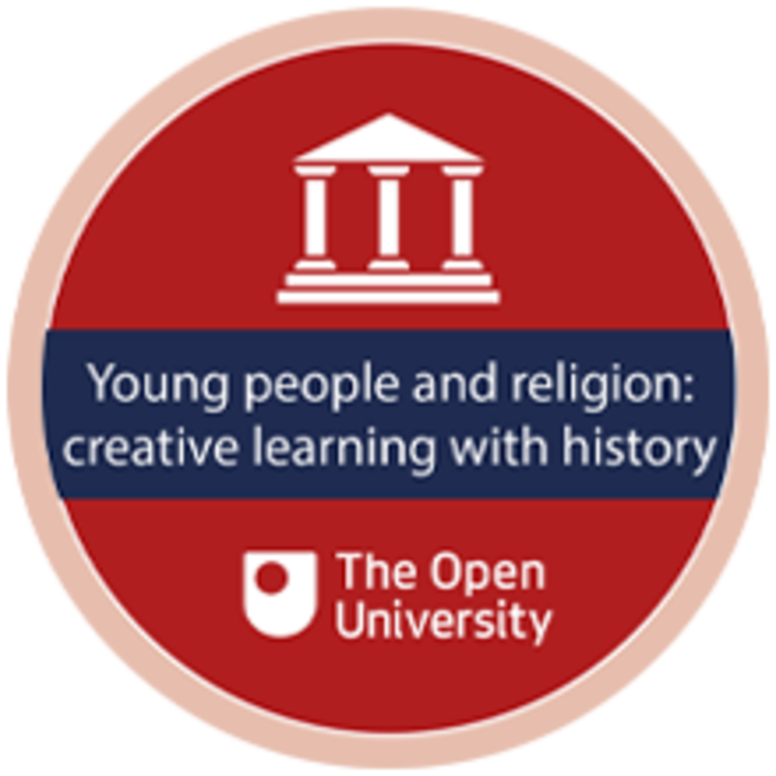 Young people and religion:
creative learning with history
The Open
University